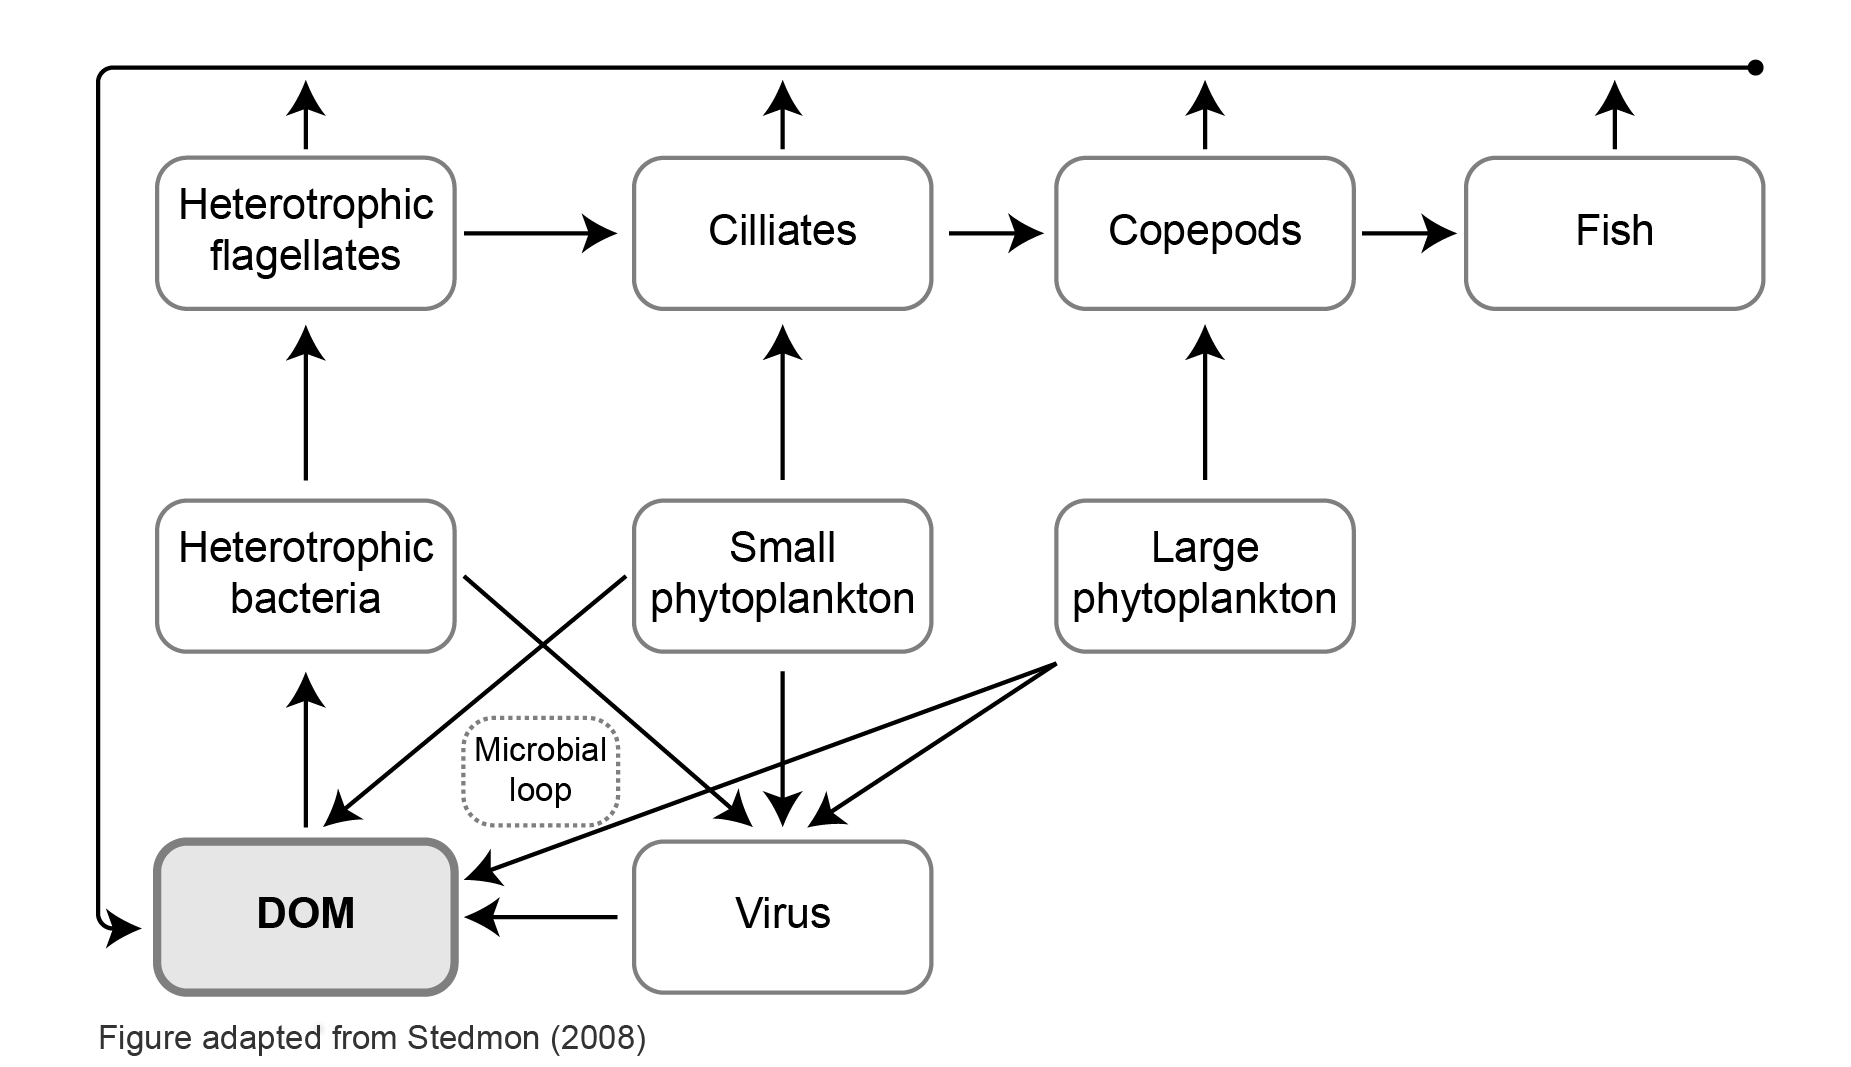 Heterotrophic
flagellates
Cilliates
Copepods
Fish
Heterotrophic
bacteria
Small
phytoplankton
Large
phytoplankton
Microbial
loop
DOM
Virus
Figure adapted from Stedmon (2008)